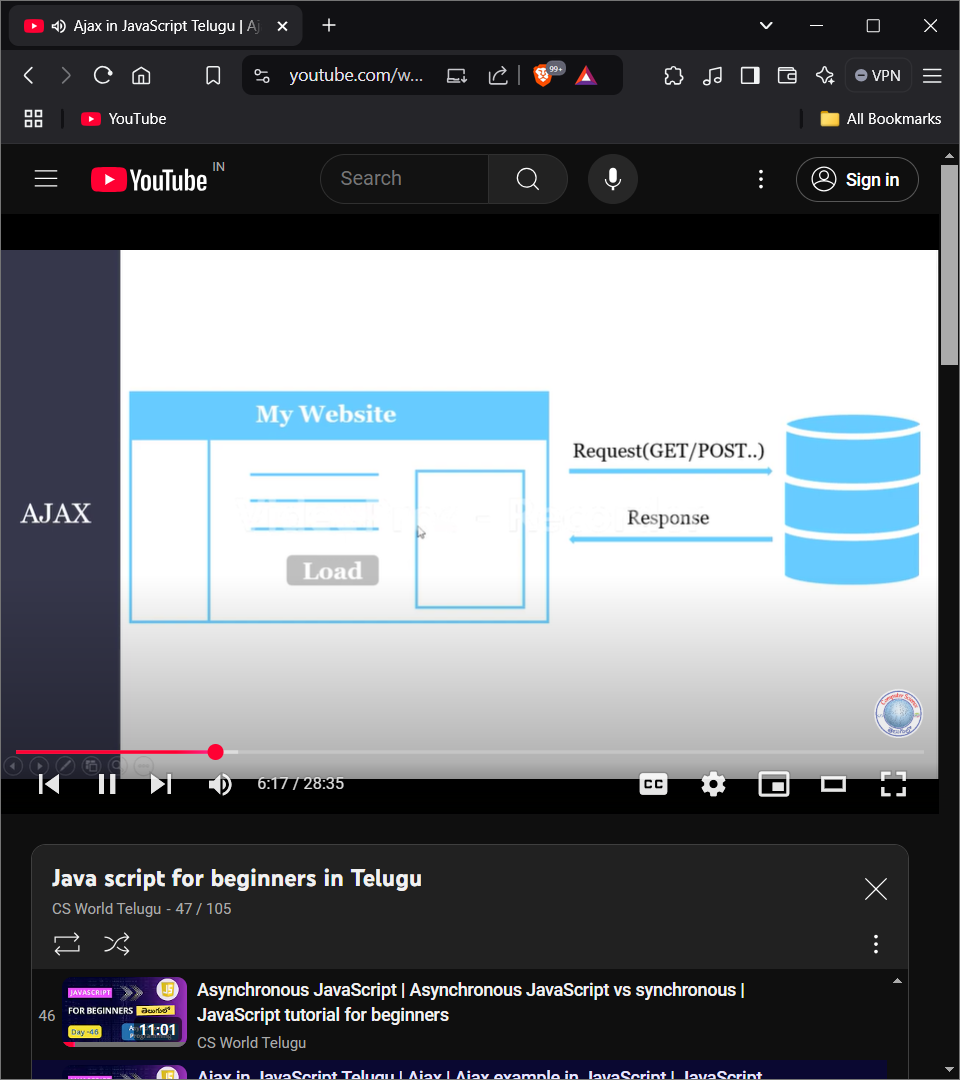 Ajax in JavaScript Telugu | Aj
youtube.com/w...
99+
VPN
YouTube
All Bookmarks
YouTube IN
Search
Sign in
My Website
Request(GET/POST..)
AJAX
Response
Load
6:17 / 28:35
CC
Java script for beginners in Telugu
CS World Telugu - 47 / 105
46
JAVASCRIPT
JS
FOR BEGINNERS తెలుగులో
Day -46
11:01
Asynchronous JavaScript | Asynchronous JavaScript vs synchronous |
JavaScript tutorial for beginners
CS World Telugu
JAVASCRIPT
Ajax in JavaScript Telugu | Ajax | Ajax example in JavaScript | JavaScript